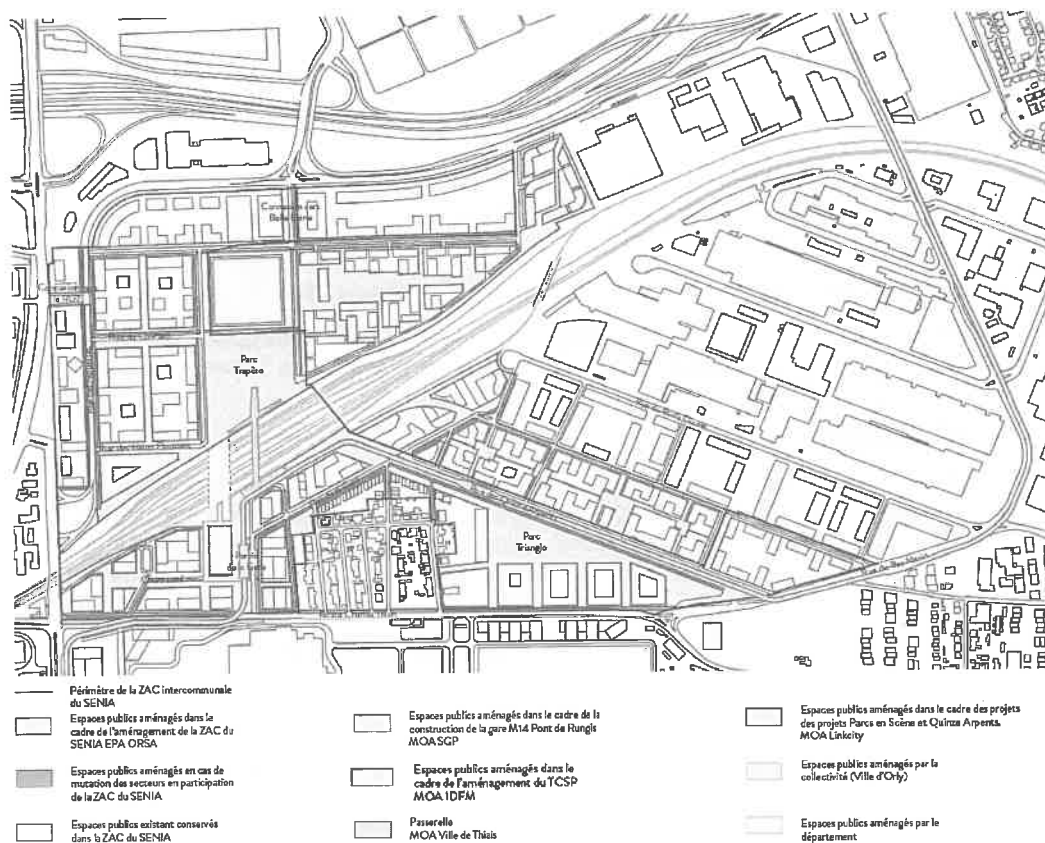 Parc
Trapèze
Parc
Triangle
Périmètre de la ZAC intercommunale
du SENIA
Espaces publics aménagés dans le
cadre de l'aménagement de la ZAC du
SENIA EPA ORSA
Espaces publics aménagés en cas de
mutation des secteurs en participation
de la ZAC du SENIA
Espaces publics existant conservés
dans la ZAC du SENIA
Espaces publics aménagés dans le cadre de la
construction de la gare M14 Pont de Rungis
MOA SGP
Espaces publics aménagés dans le
cadre de l'aménagement du TCSP
MOA IDFM
Passerelle
MOA Ville de Thiais
Espaces publics aménagés dans le cadre des projets
des projets Parcs en Scène et Quinze Arpents.
MOA Linkcity
Espaces publics aménagés par la
collectivité (Ville d'Orly)
Espaces publics aménagés par le
département